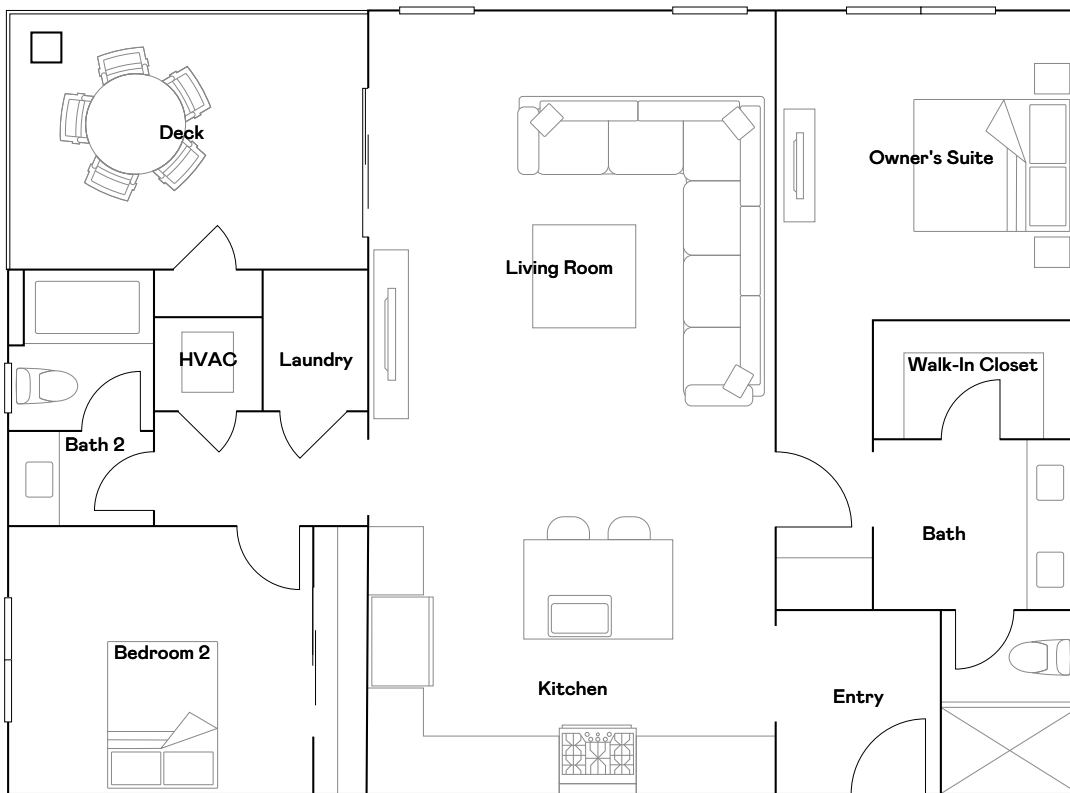 Deck
Owner's Suite
Living Room
HVAC
Laundry
Walk-In Closet
Bath 2
Bath
Bedroom 2
Kitchen
Entry